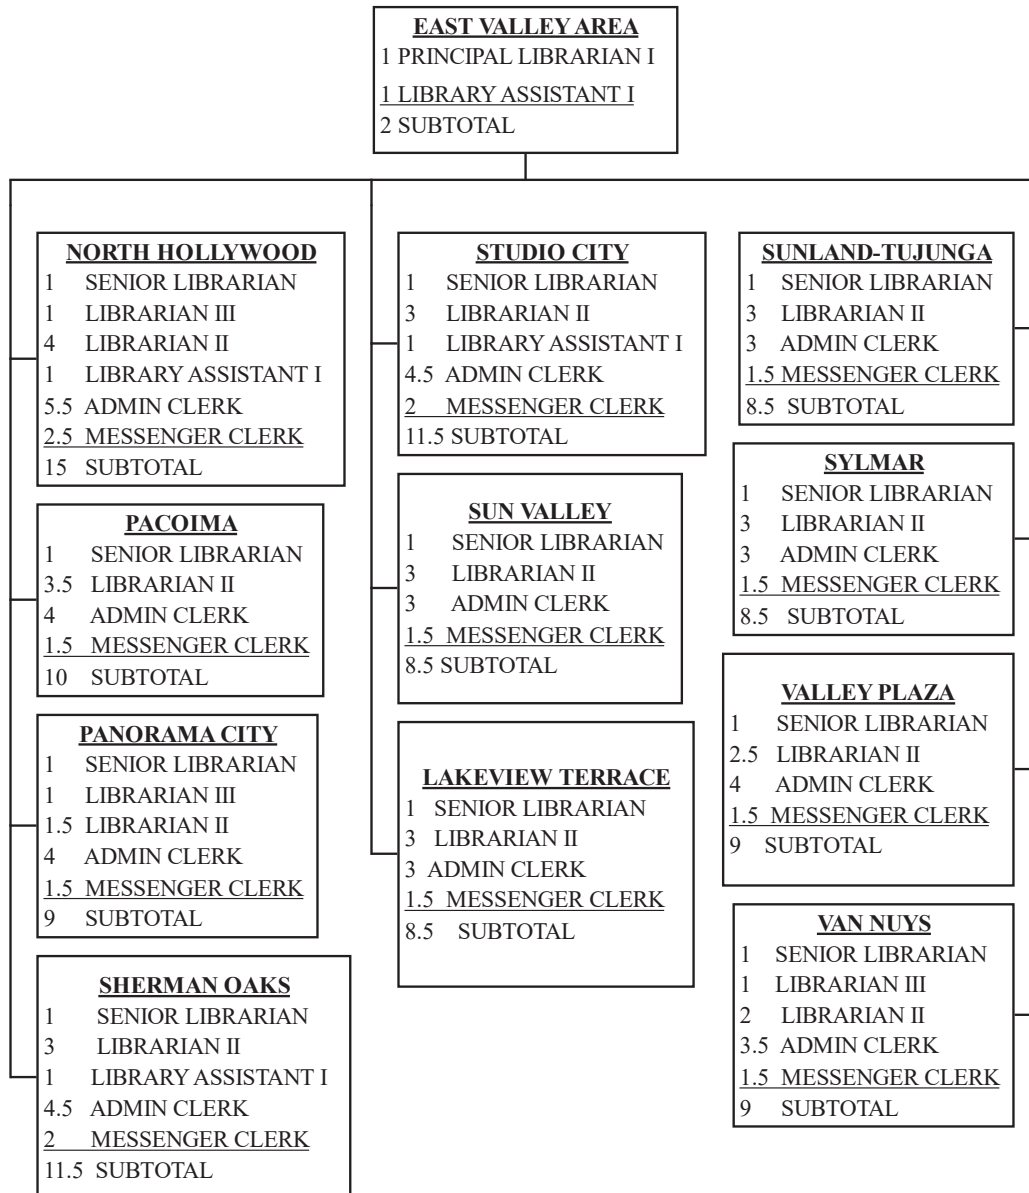 EAST VALLEY AREA
1 PRINCIPAL LIBRARIAN I
1 LIBRARY ASSISTANT I
2 SUBTOTAL
NORTH HOLLYWOOD
1 SENIOR LIBRARIAN
1 LIBRARIAN III
4 LIBRARIAN II
1 LIBRARY ASSISTANT I
5.5 ADMIN CLERK
2.5 MESSENGER CLERK
15 SUBTOTAL
PACOIMA
1 SENIOR LIBRARIAN
3.5 LIBRARIAN II
4 ADMIN CLERK
1.5 MESSENGER CLERK
10 SUBTOTAL
PANORAMA CITY
1 SENIOR LIBRARIAN
1 LIBRARIAN III
1.5 LIBRARIAN II
4 ADMIN CLERK
1.5 MESSENGER CLERK
9 SUBTOTAL
SHERMAN OAKS
1 SENIOR LIBRARIAN
3 LIBRARIAN II
1 LIBRARY ASSISTANT I
4.5 ADMIN CLERK
2 MESSENGER CLERK
11.5 SUBTOTAL
STUDIO CITY
1 SENIOR LIBRARIAN
3 LIBRARIAN II
1 LIBRARY ASSISTANT I
4.5 ADMIN CLERK
2 MESSENGER CLERK
11.5 SUBTOTAL
SUN VALLEY
1 SENIOR LIBRARIAN
3 LIBRARIAN II
3 ADMIN CLERK
1.5 MESSENGER CLERK
8.5 SUBTOTAL
LAKEVIEW TERRACE
1 SENIOR LIBRARIAN
3 LIBRARIAN II
3 ADMIN CLERK
1.5 MESSENGER CLERK
8.5 SUBTOTAL
SUNLAND-TUJUNGA
1 SENIOR LIBRARIAN
3 LIBRARIAN II
3 ADMIN CLERK
1.5 MESSENGER CLERK
8.5 SUBTOTAL
SYLMAR
1 SENIOR LIBRARIAN
3 LIBRARIAN II
3 ADMIN CLERK
1.5 MESSENGER CLERK
8.5 SUBTOTAL
VALLEY PLAZA
1 SENIOR LIBRARIAN
2.5 LIBRARIAN II
4 ADMIN CLERK
1.5 MESSENGER CLERK
9 SUBTOTAL
VAN NUYS
1 SENIOR LIBRARIAN
1 LIBRARIAN III
2 LIBRARIAN II
3.5 ADMIN CLERK
1.5 MESSENGER CLERK
9 SUBTOTAL